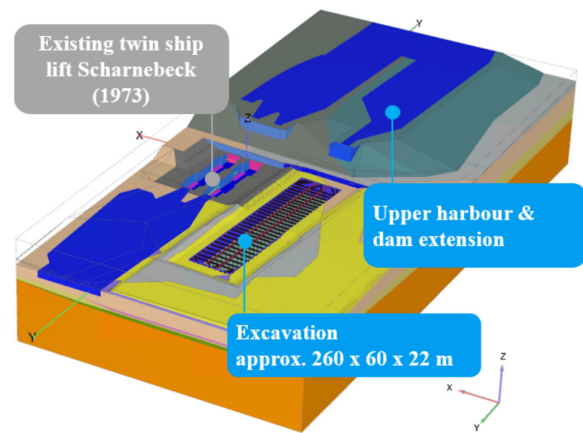 Existing twin ship
lift Scharnebeck
(1973)
Y
Z
X
Upper harbour &
dam extension
Excavation
approx. 260 x 60 x 22 m
Y
Z
X
Y